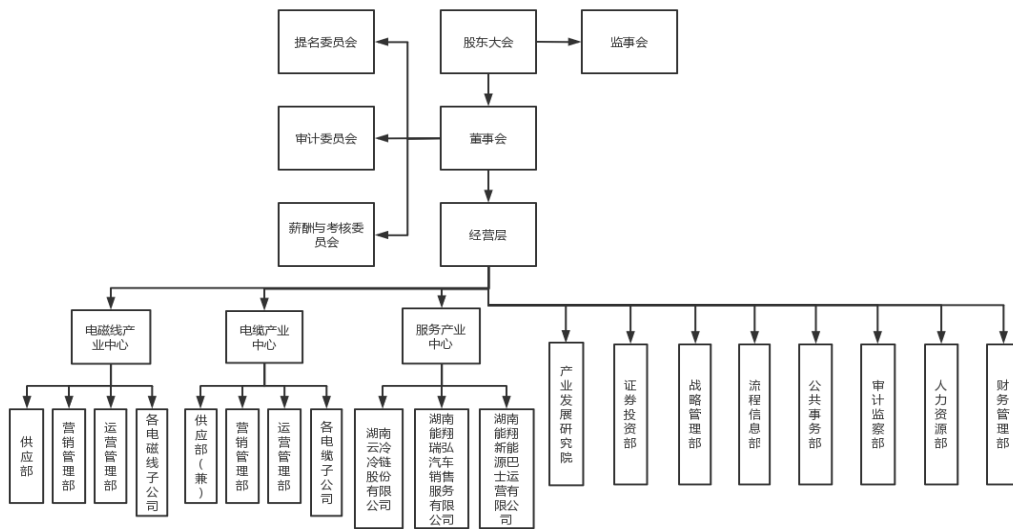 提名委员会
股东大会
监事会
审计委员会
董事会
薪酬与考核委
员会
经营层
电磁线产
业中心
电缆产业
中心
服务产业
中心
产业发展研究院
证券投资部
战略管理部
流程信息部
公共事务部
审计监察部
人力资源部
财务管理部
供应部
营销管理部
运营管理部
各电磁线子公司
供应部(兼)
营销管理部
运营管理部
各电缆子公司
湖南
云冷
冷链
股份
有限
公司
湖南
能翔
瑞弘
汽车
销售
服务
有限
公司
湖南
能翔
新能
源巴
士运
营有
限公
司